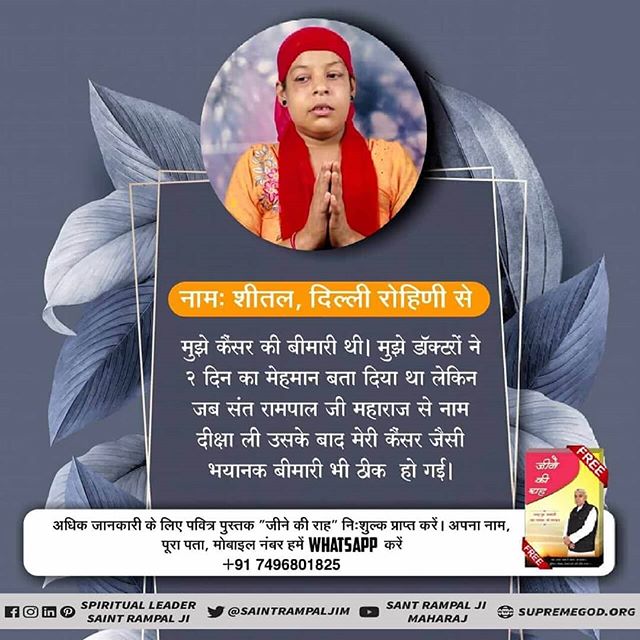 नामः शीतल, दिल्ली रोहिणी से
मुझे कैंसर की बीमारी थी। मुझे डॉक्टरों ने
२ दिन का मेहमान बता दिया था लेकिन
जब संत रामपाल जी महाराज से नाम
दीक्षा ली उसके बाद मेरी कैंसर जैसी
भयानक बीमारी भी ठीक हो गई।
अधिक जानकारी के लिए पवित्र पुस्तक "जीने की राह" निःशुल्क प्राप्त करें। अपना नाम,
पूरा पता, मोबाइल नंबर हमें WHATSAPP करें
+91 7496801825
FREE
जीने
की
राह
FREE
SPIRITUAL LEADER
SAINT RAMPAL JI
@SAINTRAMPALJIM
SANT RAMPAL JI
MAHARAJ
SUPREMEGOD.ORG